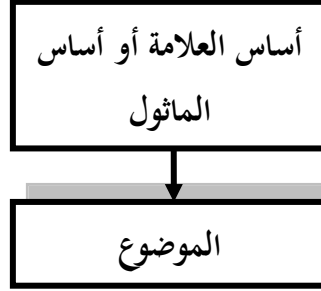 أساس العلامة أو أساس
الماثول
الموضوع